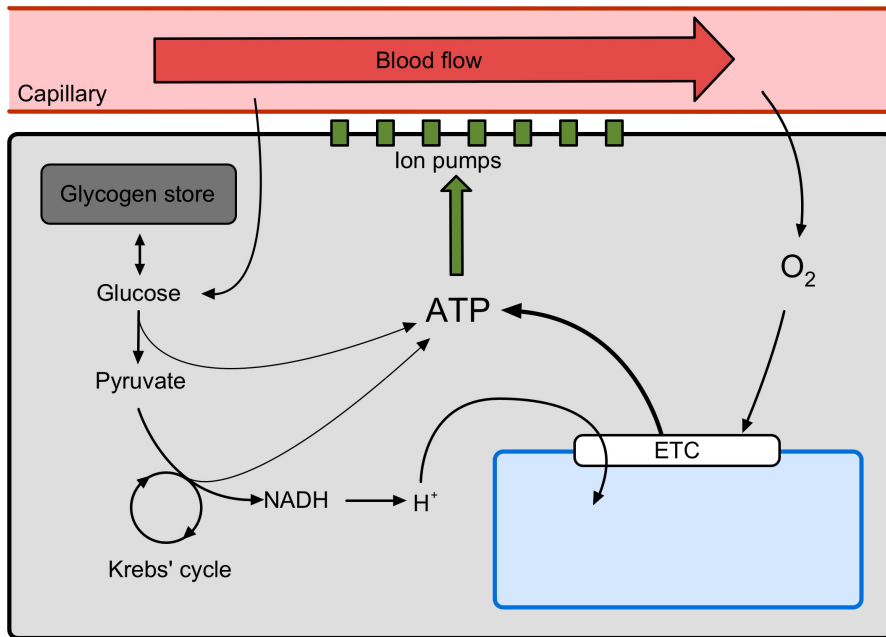 Blood flow
Capillary
Ion pumps
Glycogen store
Glucose
O₂
ATP
Pyruvate
ETC
NADH
H⁺
Krebs' cycle